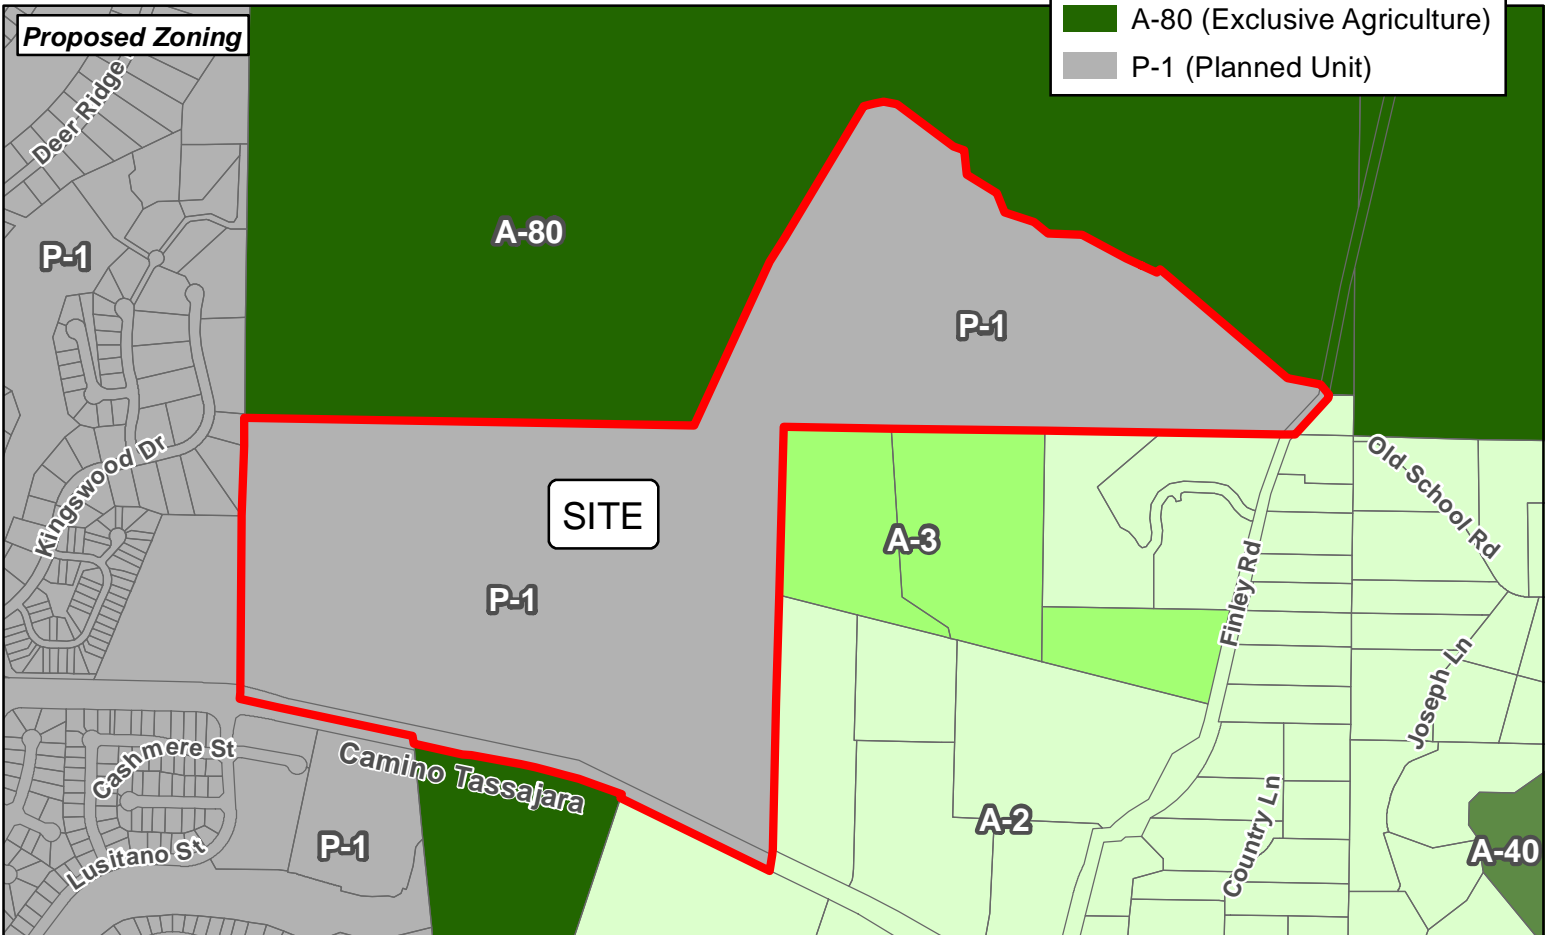 Proposed Zoning
A-80 (Exclusive Agriculture)
P-1 (Planned Unit)
Deer Ridge
A-80
P-1
P-1
Kingswood Dr
SITE
Old School Rd
A-3
Finley Rd
P-1
Joseph Ln
Cashmere St
Camino Tassajara
A-2
Country Ln
P-1
Lusitano St
A-40